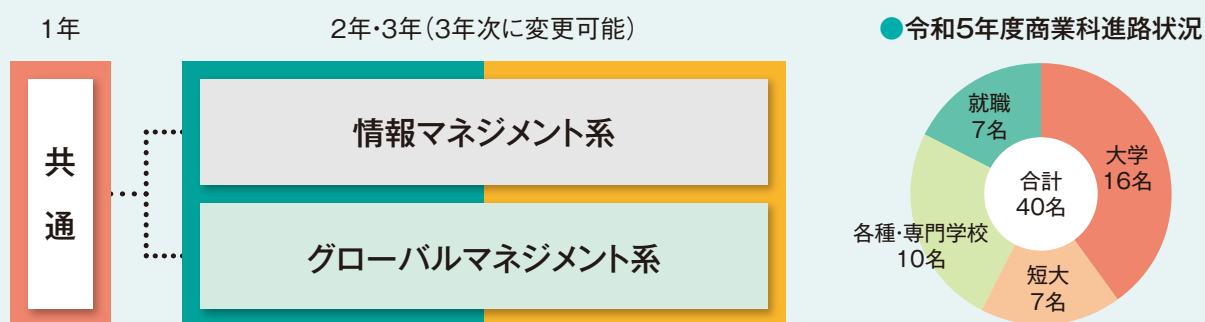 1年
2年・3年(3年次に変更可能)
共
通
情報マネジメント系
グローバルマネジメント系
●令和5年度商業科進路状況
就職
7名
大学
16名
合計
40名
各種・専門学校
10名
短大
7名